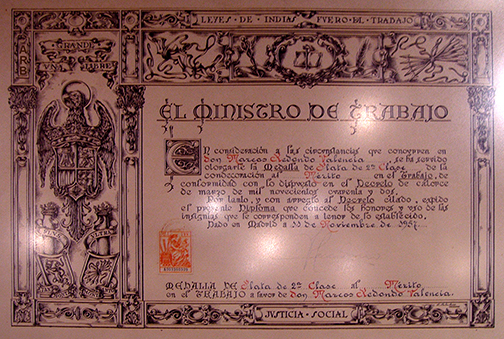 LEYES · DE · INDIAS FUERO DEL TRABAJO
GRANDE
LIBRE
EL MINISTRO DE TRABAJO
En consideración a las circunstancias que concurren en
don Marcos Redondo Valencia se ha servido
otorgarle la Medalla de Plata de 2ª Clase de la
condecoración al Mérito en el Trabajo, de
conformidad con lo dispuesto en el Decreto de catorce
de marzo de mil novecientos cuarenta y dos.
Por tanto, y con arreglo al Decreto citado, expido
el presente Diploma que concede los honores y uso de las
insignias que le corresponden a tenor de lo establecido.
Dado en Madrid a de Noviembre de
MEDALLA DE Plata de 2ª Clase al Mérito
en el TRABAJO a favor de don Marcos Redondo Valencia.
JUSTICIA SOCIAL